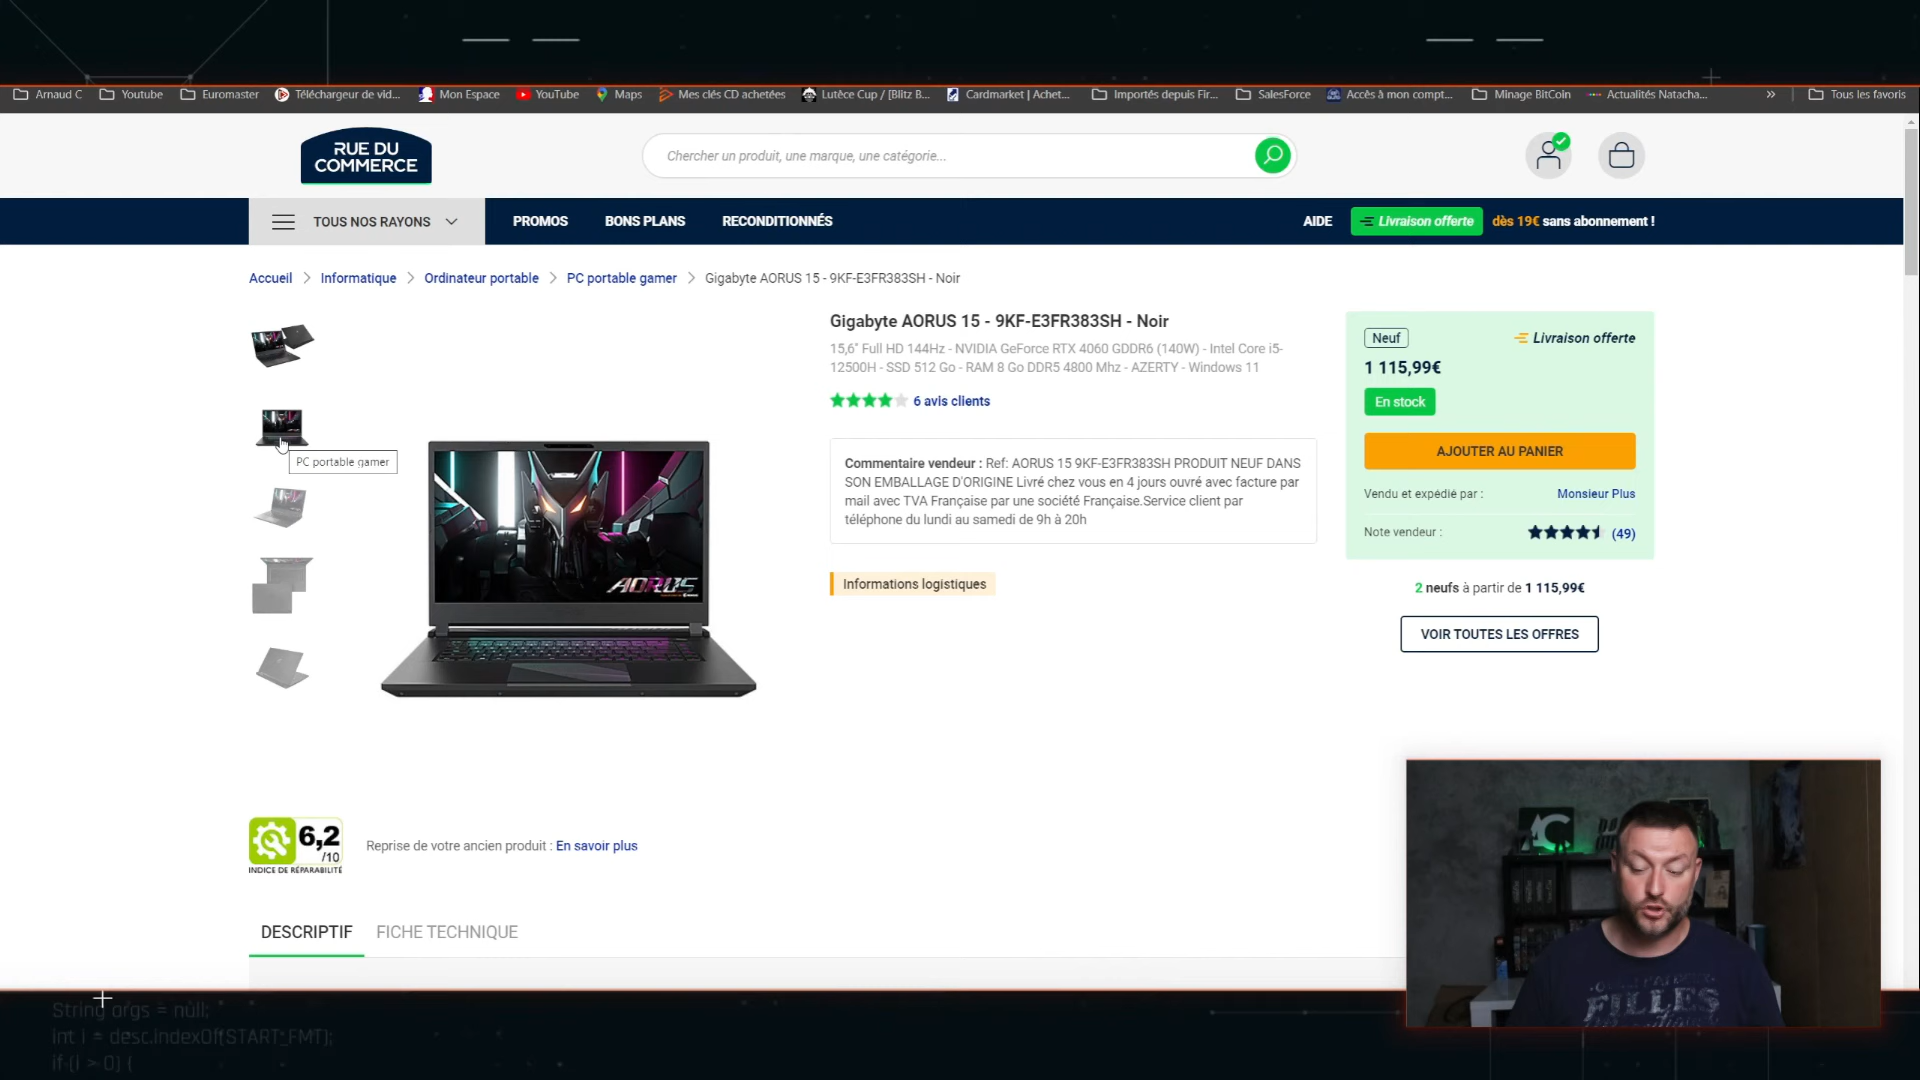 Arnaud C
Youtube
Euromaster
Téléchargeur de vid...
Mon Espace
YouTube
Maps
Mes clés CD achetées
Lutèce Cup / [Blitz B...
Cardmarket | Achet...
Importés depuis Fir...
SalesForce
Accès à mon compt...
Minage BitCoin
Actualités Natacha...
»
Tous les favoris
RUE DU
COMMERCE
Chercher un produit, une marque, une catégorie...
TOUS NOS RAYONS
PROMOS
BONS PLANS
RECONDITIONNÉS
AIDE
Livraison offerte
dès 19€ sans abonnement !
Accueil > Informatique > Ordinateur portable > PC portable gamer > Gigabyte AORUS 15 - 9KF-E3FR383SH - Noir
PC portable gamer
AORUS
Gigabyte AORUS 15 - 9KF-E3FR383SH - Noir
15,6" Full HD 144Hz - NVIDIA GeForce RTX 4060 GDDR6 (140W) - Intel Core i5-
12500H - SSD 512 Go - RAM 8 Go DDR5 4800 Mhz - AZERTY - Windows 11
6 avis clients
Commentaire vendeur : Ref: AORUS 15 9KF-E3FR383SH PRODUIT NEUF DANS
SON EMBALLAGE D'ORIGINE Livré chez vous en 4 jours ouvré avec facture par
mail avec TVA Française par une société Française.Service client par
téléphone du lundi au samedi de 9h à 20h
Informations logistiques
Neuf
Livraison offerte
1 115,99€
En stock
AJOUTER AU PANIER
Vendu et expédié par :
Monsieur Plus
Note vendeur :
(49)
2 neufs à partir de 1 115,99€
VOIR TOUTES LES OFFRES
6,2
/10
INDICE DE RÉPARABILITÉ
Reprise de votre ancien produit : En savoir plus
DESCRIPTIF
FICHE TECHNIQUE
FILLES
String args = null;
int i = desc.indexOf(START_FMT);
if (i > 0) {